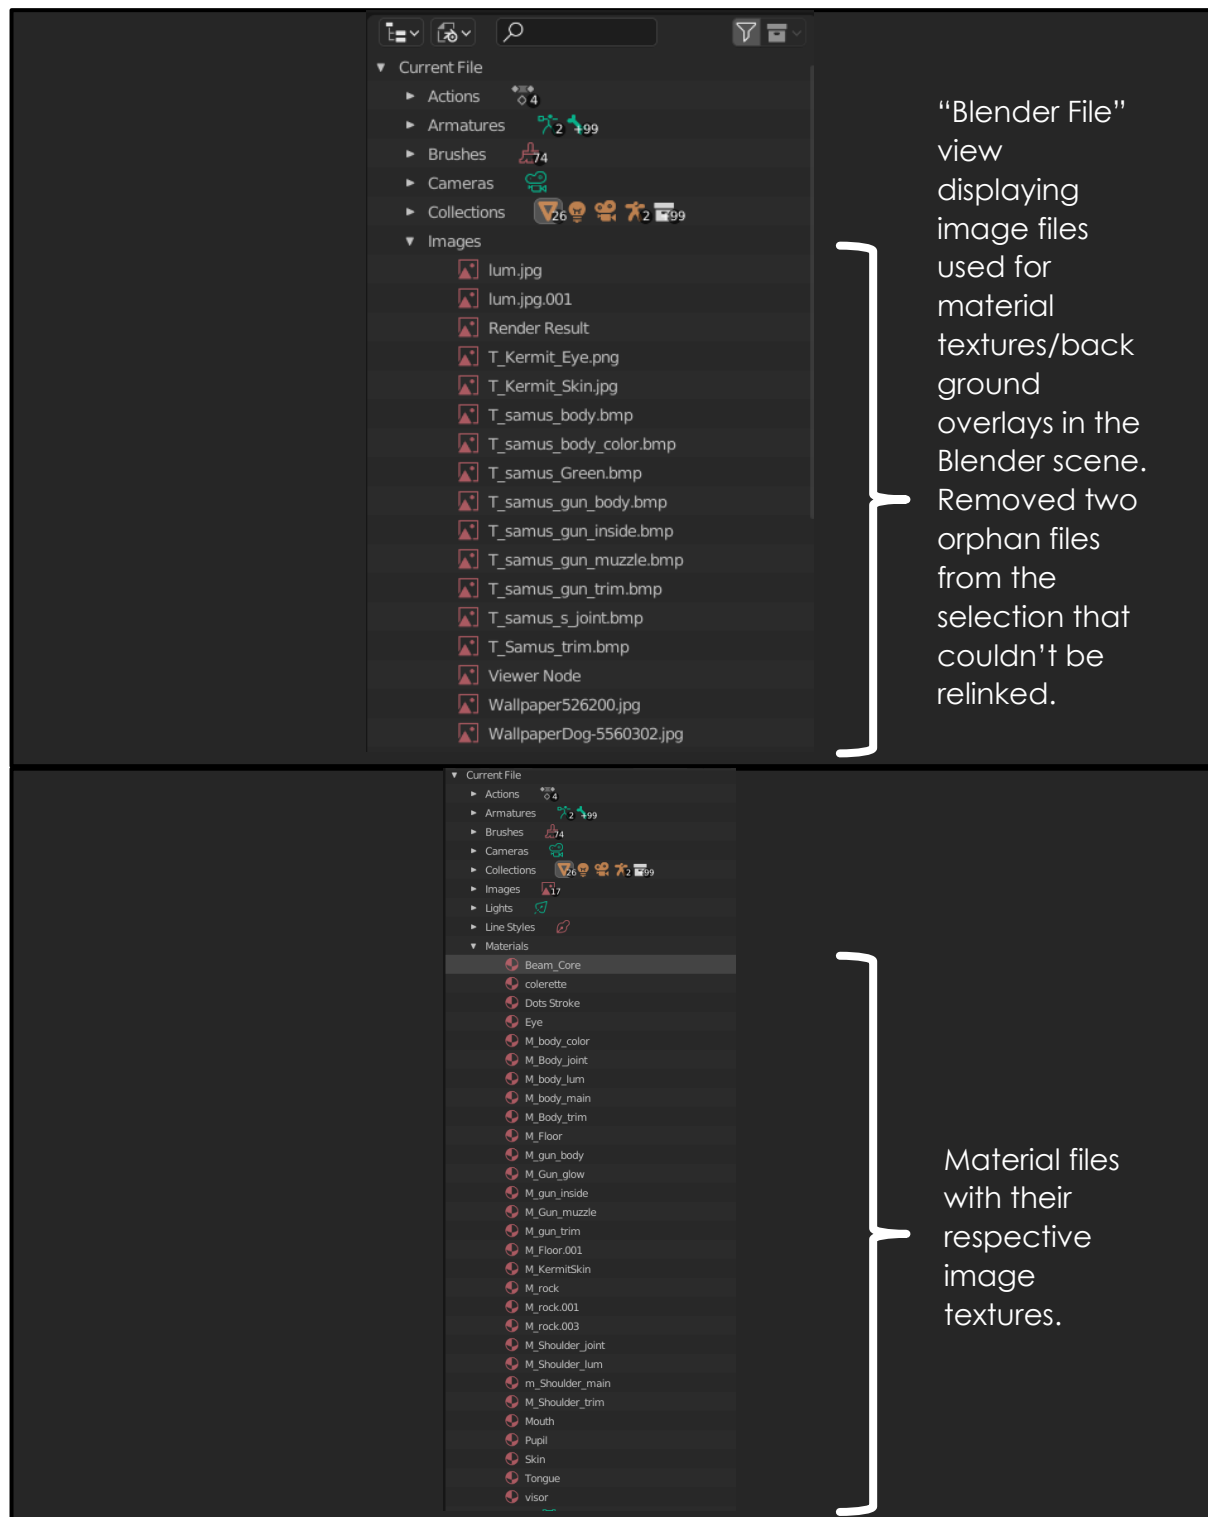 Current File
Actions 4
Armatures 2 +99
Brushes 74
Cameras
Collections 26 2 99
Images
lum.jpg
lum.jpg.001
Render Result
T_Kermit_Eye.png
T_Kermit_Skin.jpg
T_samus_body.bmp
T_samus_body_color.bmp
T_samus_Green.bmp
T_samus_gun_body.bmp
T_samus_gun_inside.bmp
T_samus_gun_muzzle.bmp
T_samus_gun_trim.bmp
T_samus_s_joint.bmp
T_Samus_trim.bmp
Viewer Node
Wallpaper526200.jpg
WallpaperDog-5560302.jpg
“Blender File”
view
displaying
image files
used for
material
textures/back
ground
overlays in the
Blender scene.
Removed two
orphan files
from the
selection that
couldn’t be
relinked.
Current File
Actions 4
Armatures 2 +99
Brushes 74
Cameras
Collections 26 2 99
Images 17
Lights
Line Styles
Materials
Beam_Core
colerette
Dots Stroke
Eye
M_body_color
M_Body_joint
M_body_lum
M_body_main
M_Body_trim
M_Floor
M_gun_body
M_Gun_glow
M_gun_inside
M_Gun_muzzle
M_gun_trim
M_Floor.001
M_KermitSkin
M_rock
M_rock.001
M_rock.003
M_Shoulder_joint
M_Shoulder_lum
m_Shoulder_main
M_Shoulder_trim
Mouth
Pupil
Skin
Tongue
visor
Material files
with their
respective
image
textures.